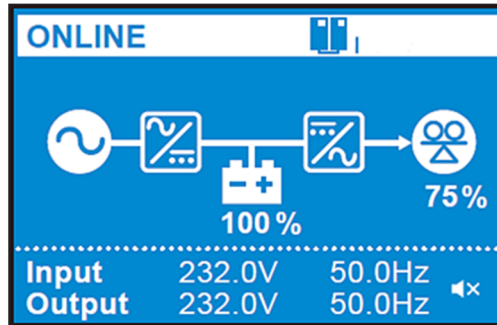 ONLINE
75%
100%
Input 232.0V 50.0Hz
Output 232.0V 50.0Hz